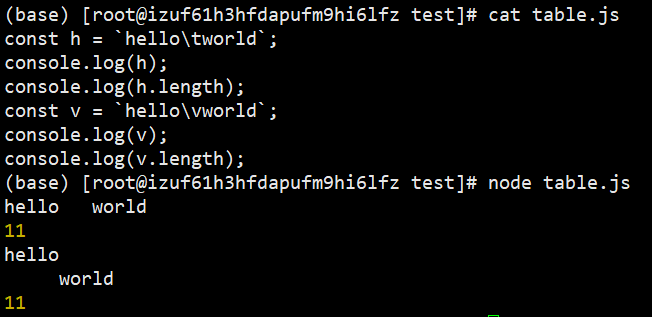 (base) [root@izuf61h3hfdapufm9hi6lfz test]# cat table.js
const h = `hello\tworld`;
console.log(h);
console.log(h.length);
const v = `hello\vworld`;
console.log(v);
console.log(v.length);
(base) [root@izuf61h3hfdapufm9hi6lfz test]# node table.js
hello   world
11
hello
     world
11